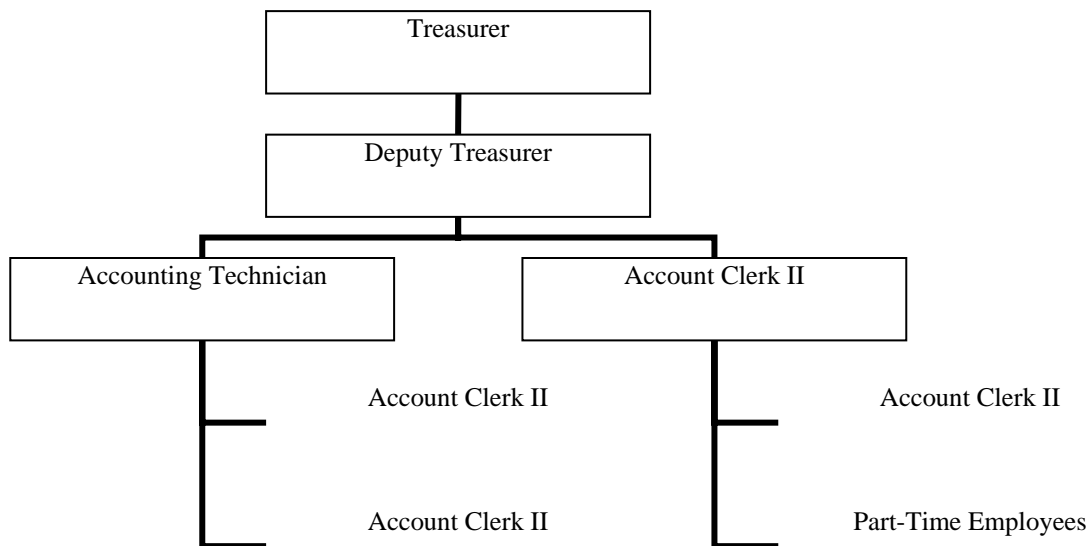 Treasurer
Deputy Treasurer
Accounting Technician
Account Clerk II
Account Clerk II
Account Clerk II
Account Clerk II
Part-Time Employees